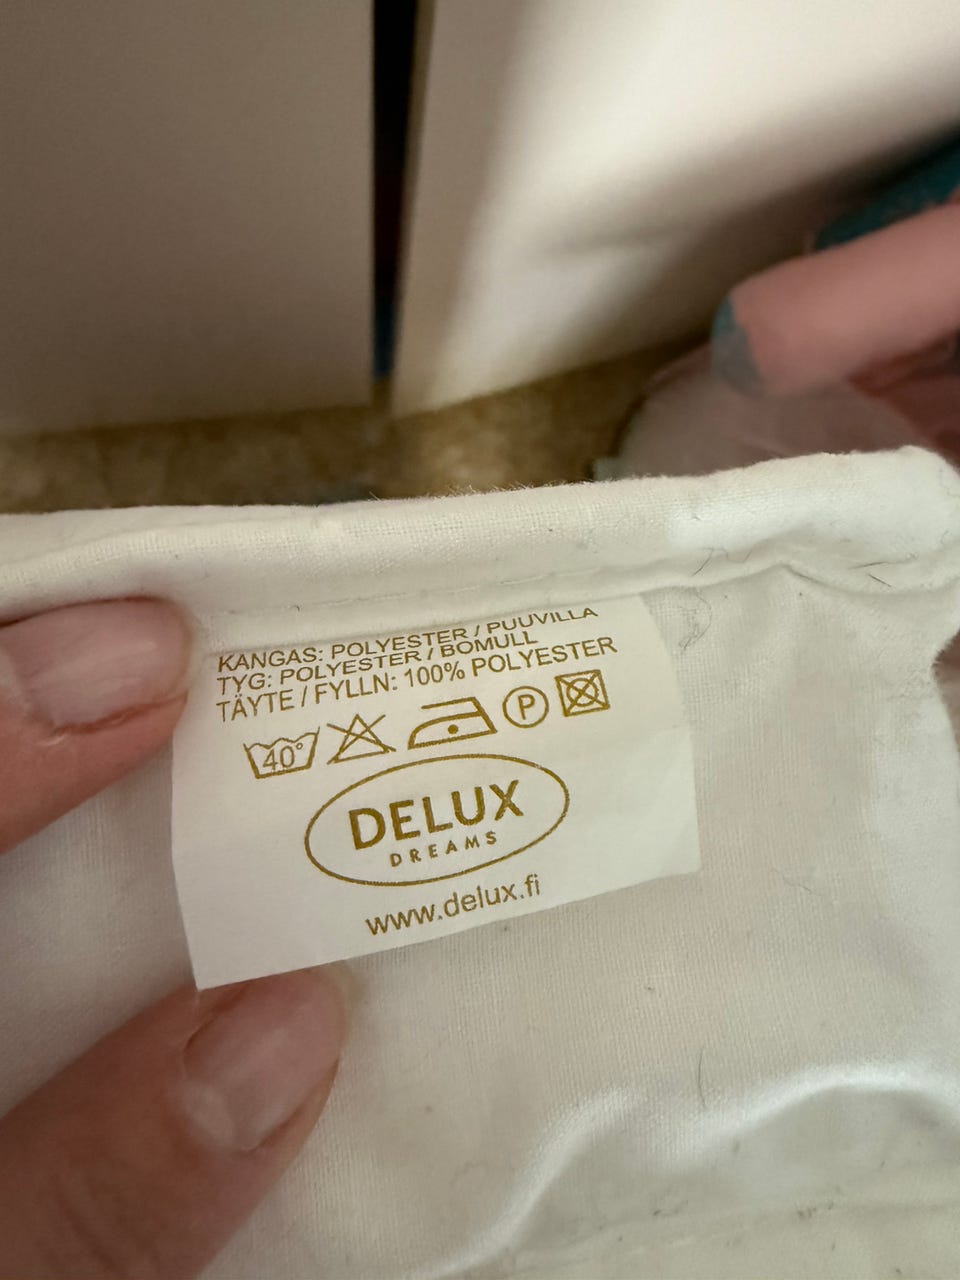 KANGAS: POLYESTER / PUUVILLA
TYG: POLYESTER / BOMULL
TÄYTE / FYLLN: 100% POLYESTER
40° P
DELUX
DREAMS
www.delux.fi